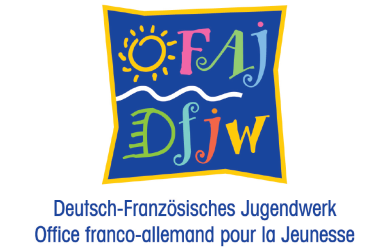 OFAj
Dfjw
Deutsch-Französisches Jugendwerk
Office franco-allemand pour la Jeunesse